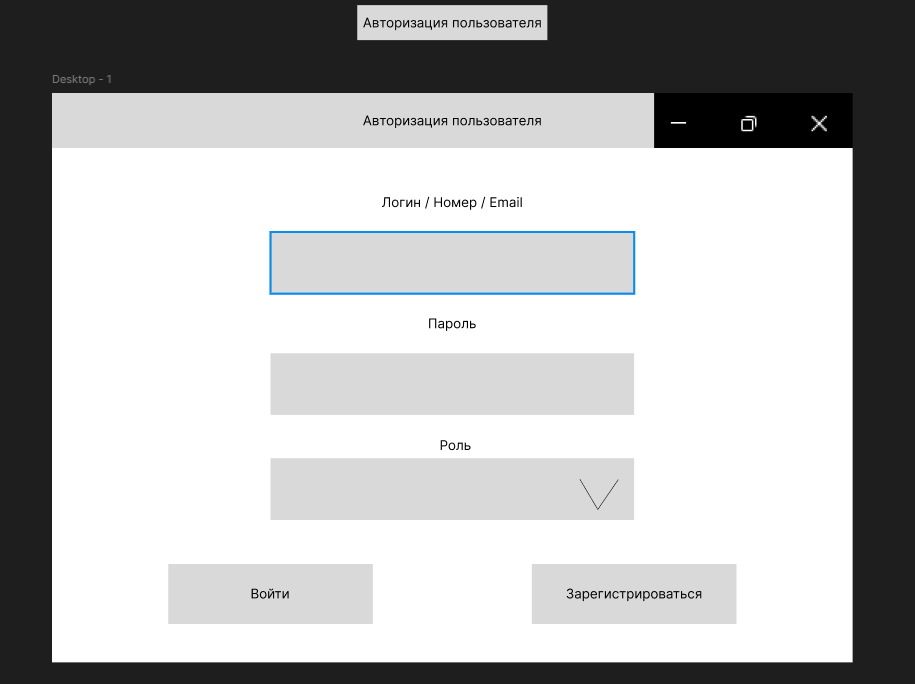 Авторизация пользователя
Desktop - 1
Авторизация пользователя
Логин / Номер / Email
Пароль
Роль
Войти
Зарегистрироваться